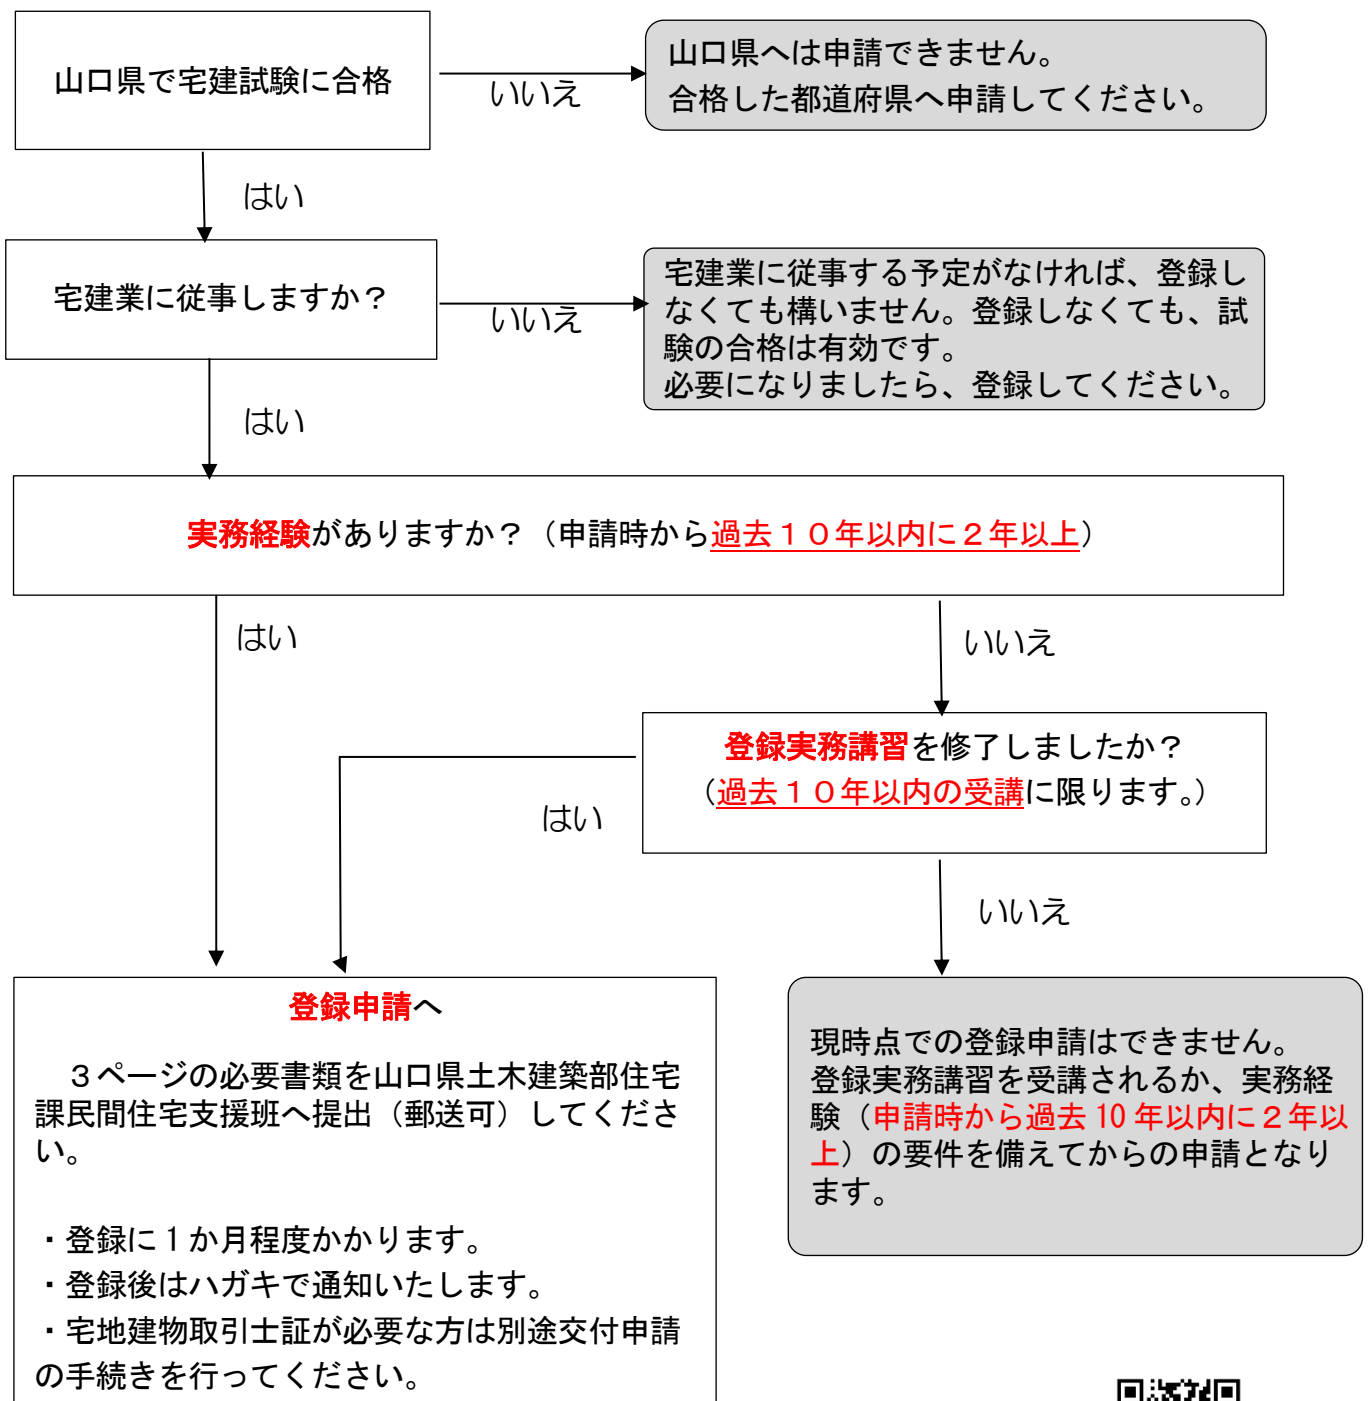 山口県で宅建試験に合格
いいえ
山口県へは申請できません。
合格した都道府県へ申請してください。
はい
宅建業に従事しますか？
いいえ
宅建業に従事する予定がなければ、登録し
なくても構いません。登録しなくても、試
験の合格は有効です。
必要になりましたら、登録してください。
はい
実務経験がありますか？（申請時から過去１０年以内に２年以上）
はい
いいえ
登録実務講習を修了しましたか？
（過去１０年以内の受講に限ります。）
はい
いいえ
登録申請へ
３ページの必要書類を山口県土木建築部住宅
課民間住宅支援班へ提出（郵送可）してくださ
い。
・登録に１か月程度かかります。
・登録後はハガキで通知いたします。
・宅地建物取引士証が必要な方は別途交付申請
の手続きを行ってください。
現時点での登録申請はできません。
登録実務講習を受講されるか、実務経
験（申請時から過去10年以内に２年以
上）の要件を備えてからの申請となり
ます。